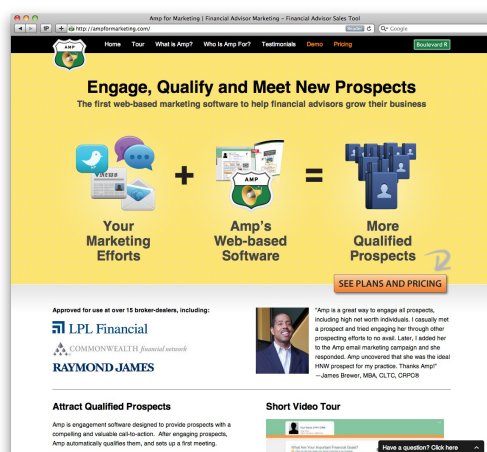 Amp for Marketing | Financial Advisor Marketing - Financial Advisor Sales Tool
http://ampformarketing.com/
Reader
Google
AMP
Home Tour What is Amp? Who Is Amp For? Testimonials Demo Pricing
Boulevard R
Engage, Qualify and Meet New Prospects
The first web-based marketing software to help financial advisors grow their business
News
AMP
+
=
Your
Marketing
Efforts
Amp's
Web-based
Software
More
Qualified
Prospects
SEE PLANS AND PRICING
Approved for use at over 15 broker-dealers, including:
LPL Financial
COMMONWEALTH financial network
RAYMOND JAMES
"Amp is a great way to engage all prospects,
including high net worth individuals. I casually met
a prospect and tried engaging her through other
prospecting efforts to no avail. Later, I added her
to the Amp email marketing campaign and she
responded. Amp uncovered that she was the ideal
HNW prospect for my practice. Thanks Amp!"
—James Brewer, MBA, CLTC, CRPC®
Attract Qualified Prospects
Amp is engagement software designed to provide prospects with a
compelling and valuable call-to-action. After engaging prospects,
Amp automatically qualifies them, and sets up a first meeting.
Short Video Tour
What Are Your Important Financial Goals?
Have a question? Click here